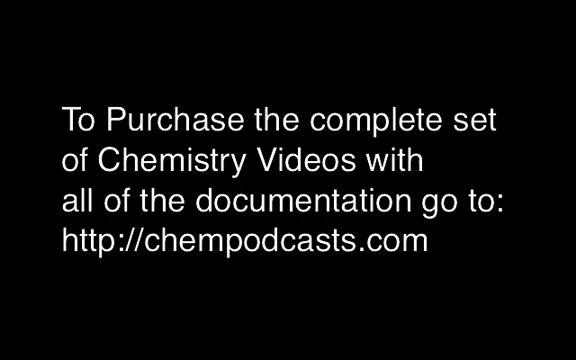 To Purchase the complete set
of Chemistry Videos with
all of the documentation go to:
http://chempodcasts.com